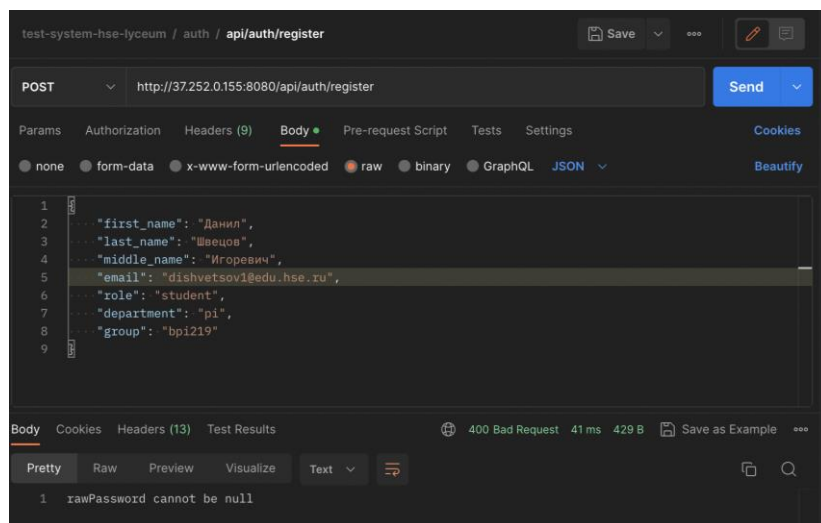 test-system-hse-lyceum / auth / api/auth/register Save ooo
POST http://37.252.0.155:8080/api/auth/register Send
Params Authorization Headers (9) Body Pre-request Script Tests Settings Cookies
none form-data x-www-form-urlencoded raw binary GraphQL JSON Beautify
1 {
2 "first_name": "Данил",
3 "last_name": "Швецов",
4 "middle_name": "Игоревич",
5 "email": "dishvetsov1@edu.hse.ru",
6 "role": "student",
7 "department": "pi",
8 "group": "bpi219"
9 }
Body Cookies Headers (13) Test Results 400 Bad Request 41 ms 429 B Save as Example ooo
Pretty Raw Preview Visualize Text
1 rawPassword cannot be null